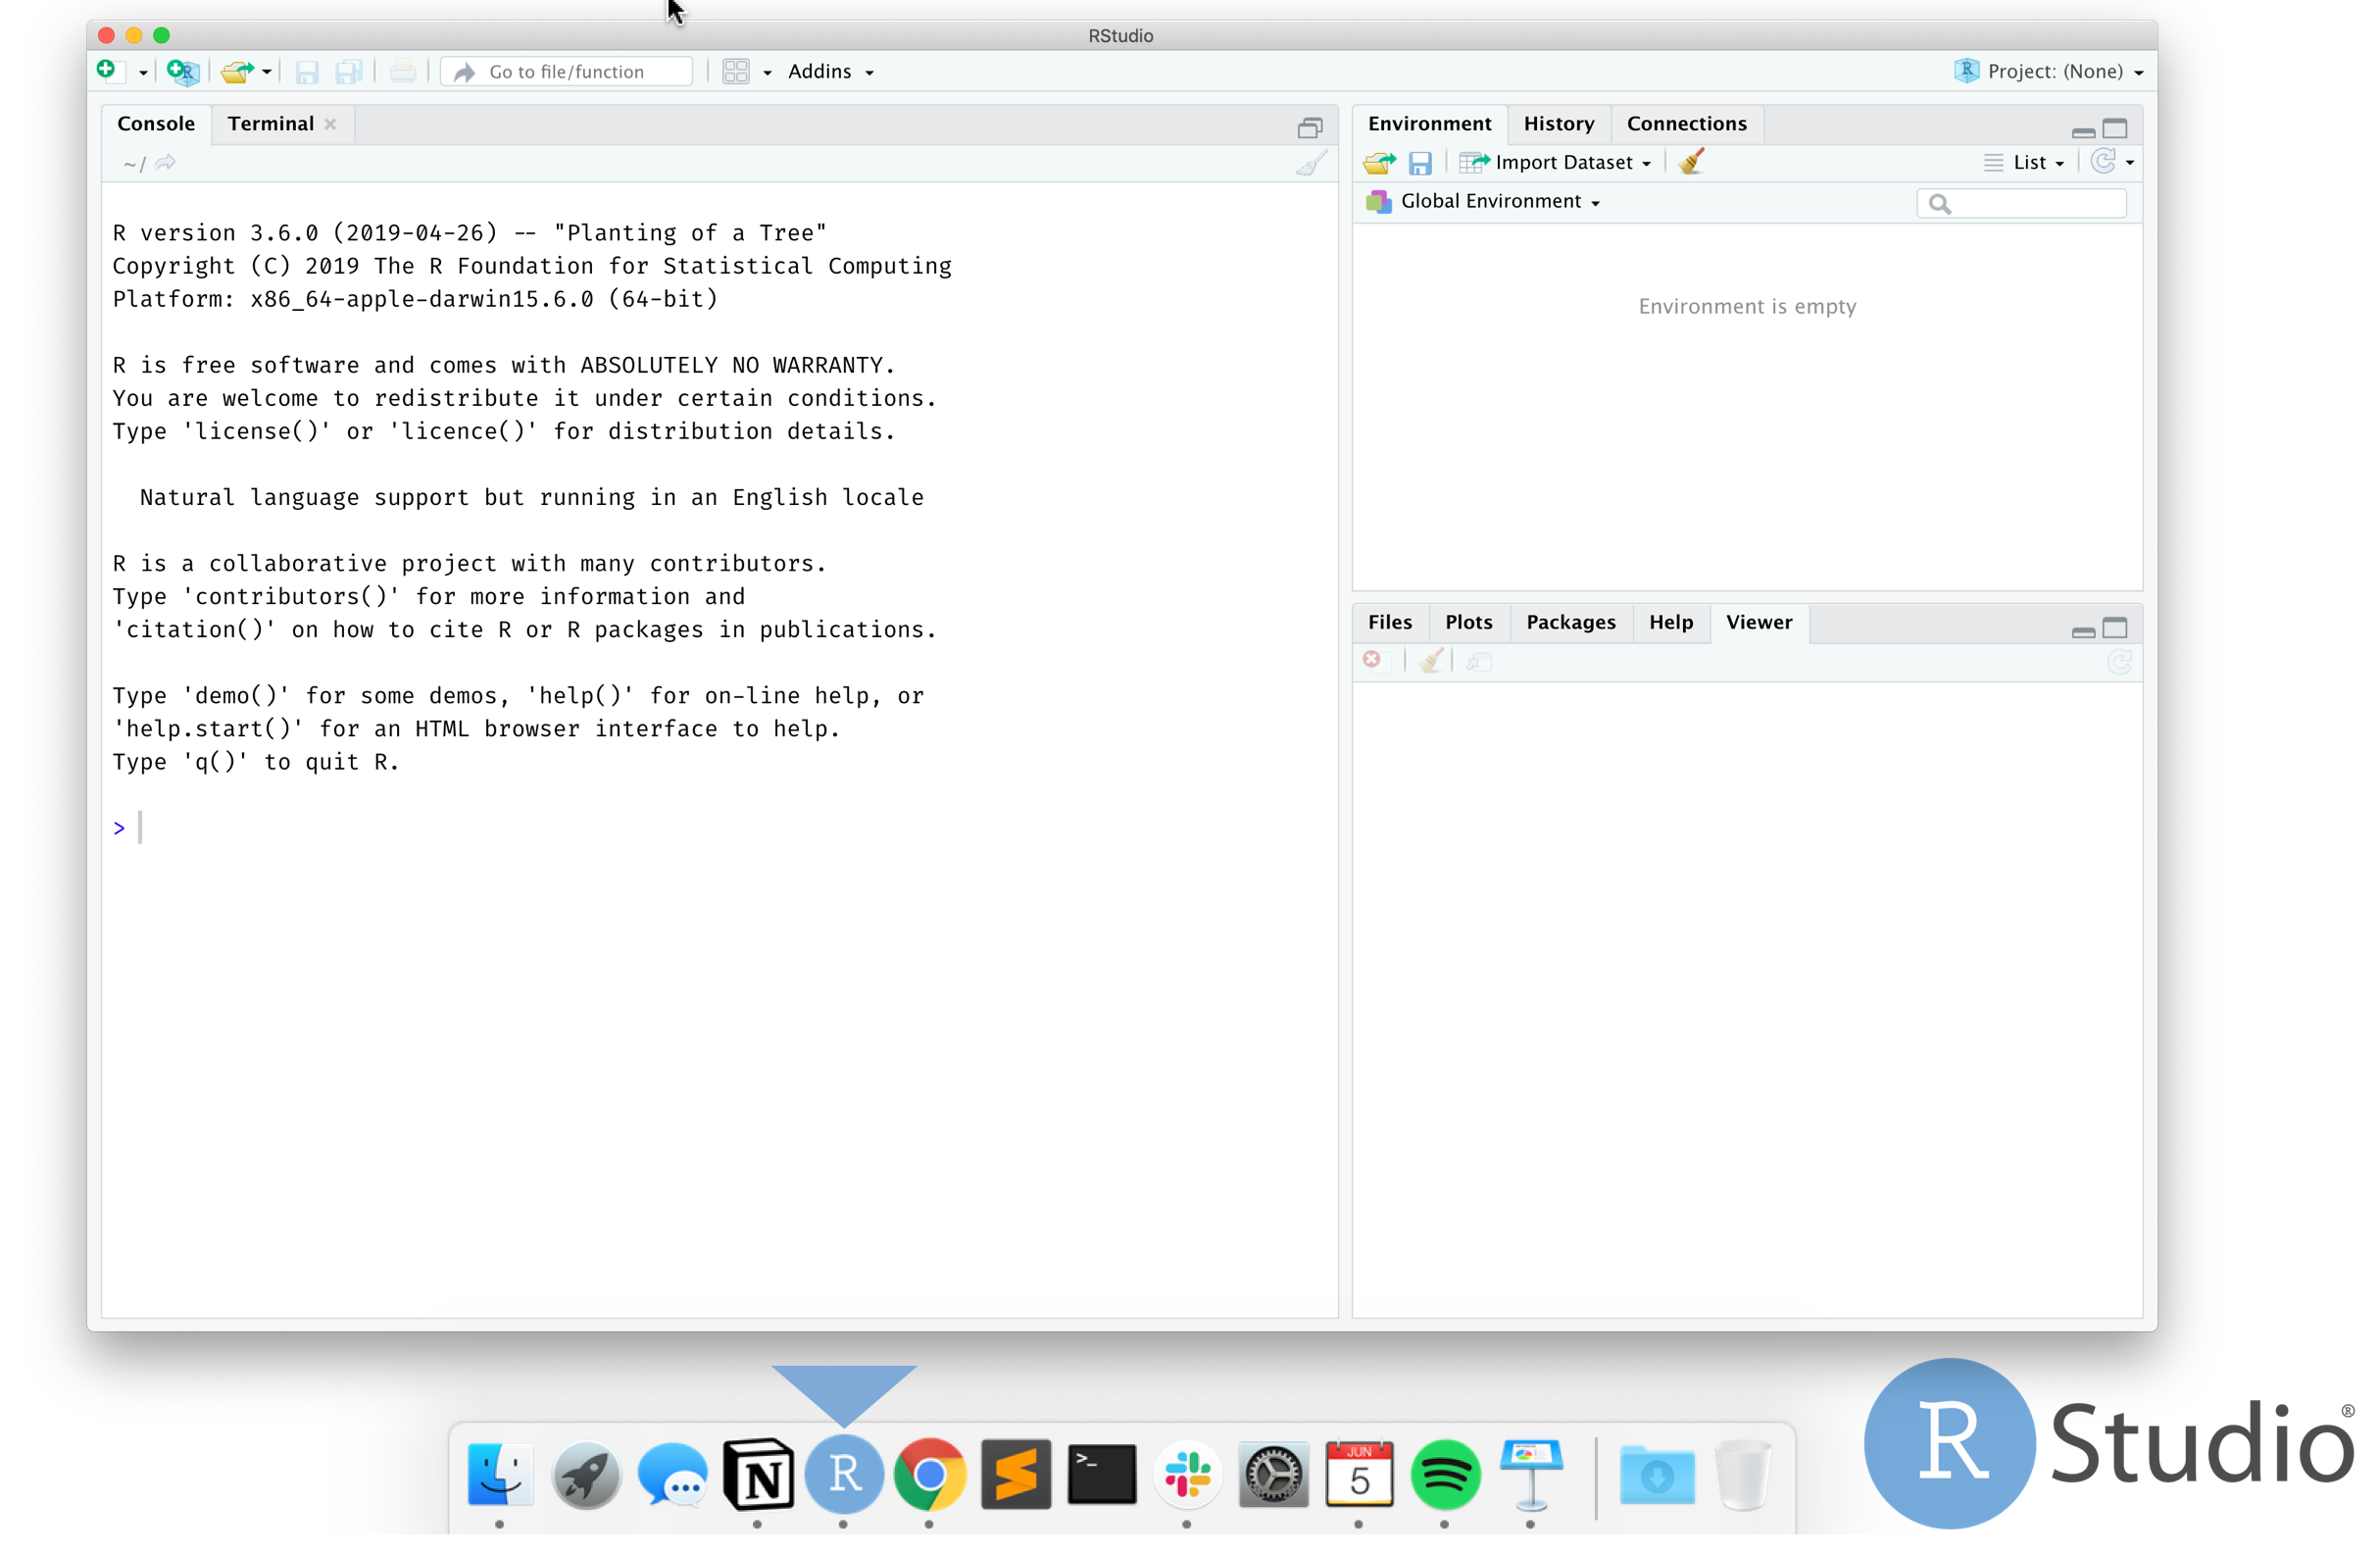 RStudio
Go to file/function
Addins
R
Project: (None)
Console
Terminal
~/
Environment
History
Connections
Import Dataset
List
Global Environment
Environment is empty
R version 3.6.0 (2019-04-26) -- "Planting of a Tree"
Copyright (C) 2019 The R Foundation for Statistical Computing
Platform: x86_64-apple-darwin15.6.0 (64-bit)
R is free software and comes with ABSOLUTELY NO WARRANTY.
You are welcome to redistribute it under certain conditions.
Type 'license()' or 'licence()' for distribution details.
Natural language support but running in an English locale
R is a collaborative project with many contributors.
Type 'contributors()' for more information and
'citation()' on how to cite R or R packages in publications.
Type 'demo()' for some demos, 'help()' for on-line help, or
'help.start()' for an HTML browser interface to help.
Type 'q()' to quit R.
>
Files
Plots
Packages
Help
Viewer
N
R
>_
JUN
5
R Studio®